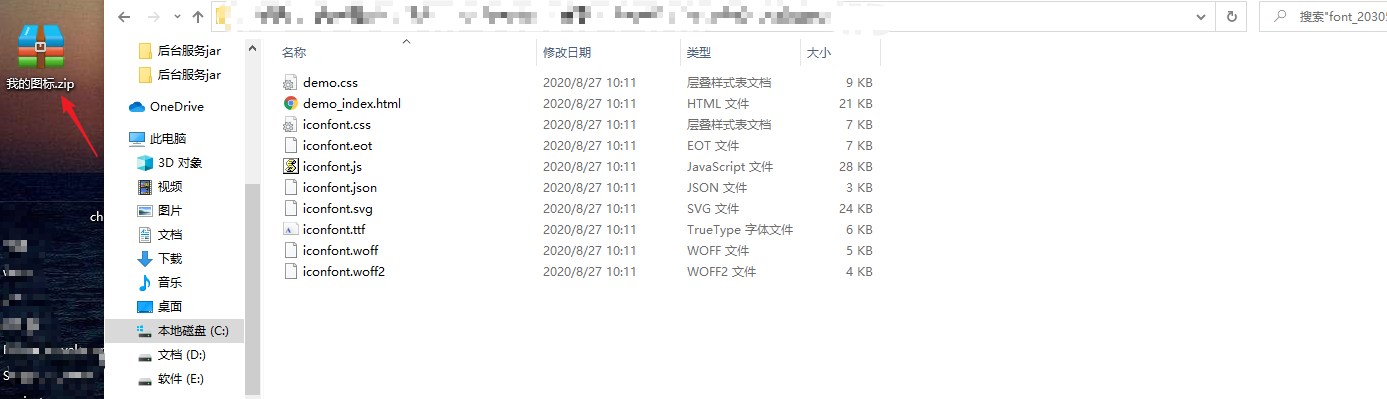 我的图标.zip
ch
搜索"font_2030
后台服务jar
后台服务jar
OneDrive
此电脑
3D 对象
视频
图片
文档
下载
音乐
桌面
本地磁盘 (C:)
文档 (D:)
软件 (E:)
名称 修改日期 类型 大小
demo.css 2020/8/27 10:11 层叠样式表文档 9 KB
demo_index.html 2020/8/27 10:11 HTML 文件 21 KB
iconfont.css 2020/8/27 10:11 层叠样式表文档 7 KB
iconfont.eot 2020/8/27 10:11 EOT 文件 7 KB
iconfont.js 2020/8/27 10:11 JavaScript 文件 28 KB
iconfont.json 2020/8/27 10:11 JSON 文件 3 KB
iconfont.svg 2020/8/27 10:11 SVG 文件 24 KB
iconfont.ttf 2020/8/27 10:11 TrueType 字体文件 6 KB
iconfont.woff 2020/8/27 10:11 WOFF 文件 5 KB
iconfont.woff2 2020/8/27 10:11 WOFF2 文件 4 KB